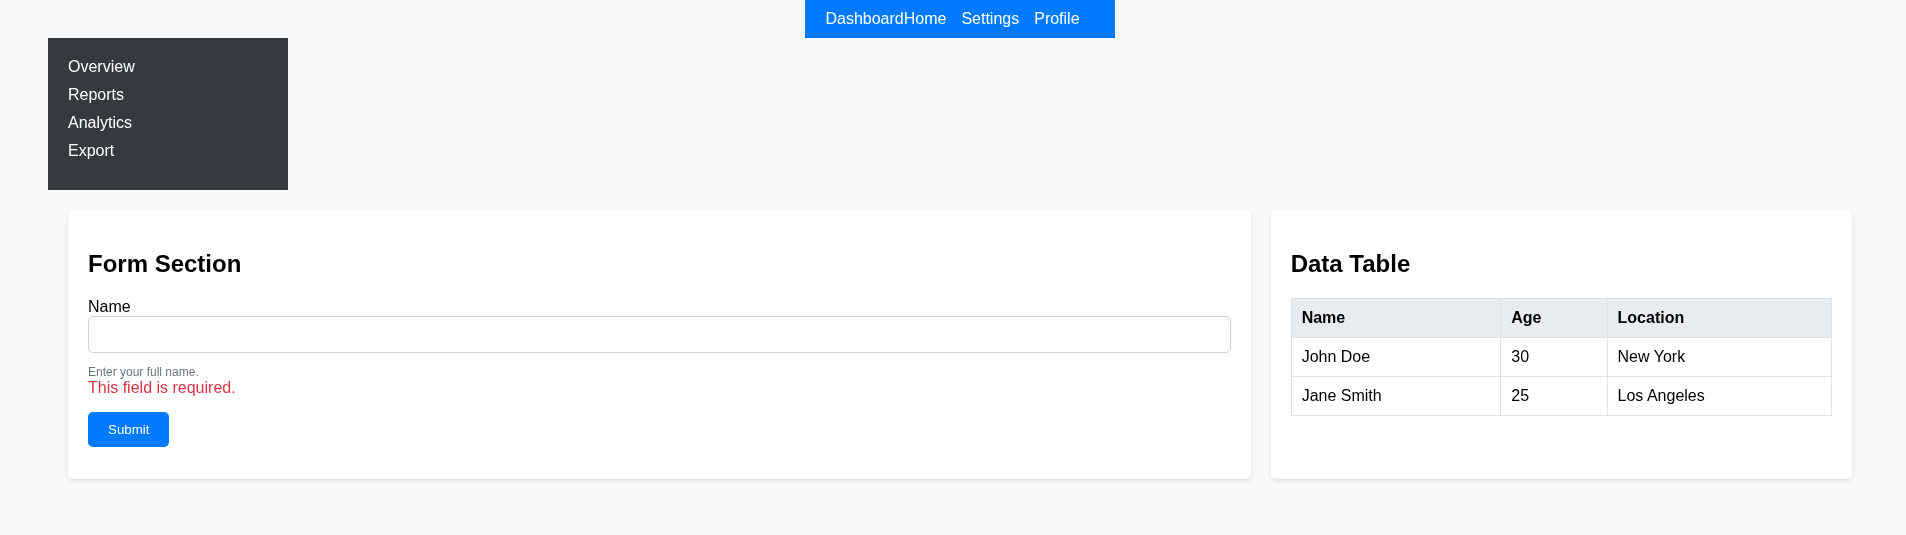 DashboardHome Settings Profile
Overview
Reports
Analytics
Export
Form Section
Name
Enter your full name.
This field is required.
Submit
Data Table
Name Age Location
John Doe 30 New York
Jane Smith 25 Los Angeles